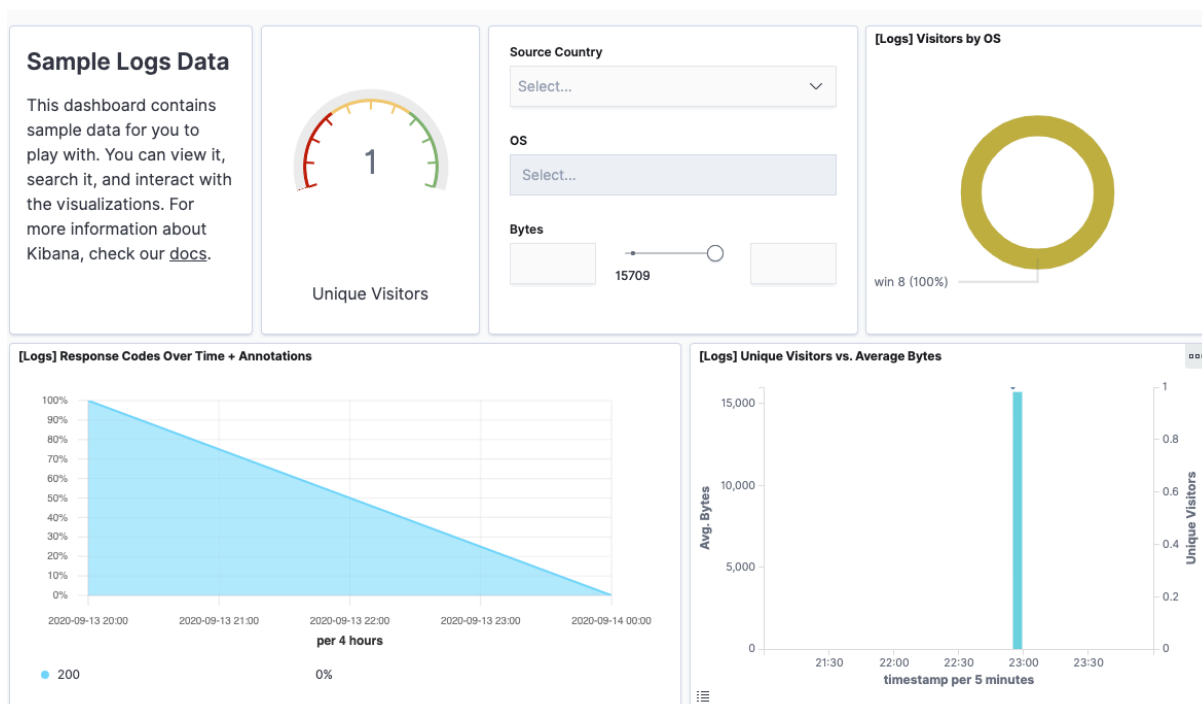 Sample Logs Data
This dashboard contains
sample data for you to
play with. You can view it,
search it, and interact with
the visualizations. For
more information about
Kibana, check our docs.
1
Unique Visitors
Source Country
Select...
OS
Select...
Bytes
15709
[Logs] Visitors by OS
win 8 (100%)
[Logs] Response Codes Over Time + Annotations
100%
90%
80%
70%
60%
50%
40%
30%
20%
10%
0%
2020-09-13 20:00
2020-09-13 21:00
2020-09-13 22:00
2020-09-13 23:00
2020-09-14 00:00
per 4 hours
200
0%
[Logs] Unique Visitors vs. Average Bytes
15,000
10,000
5,000
0
Avg. Bytes
1
0.8
0.6
0.4
0.2
0
Unique Visitors
21:30
22:00
22:30
23:00
23:30
timestamp per 5 minutes